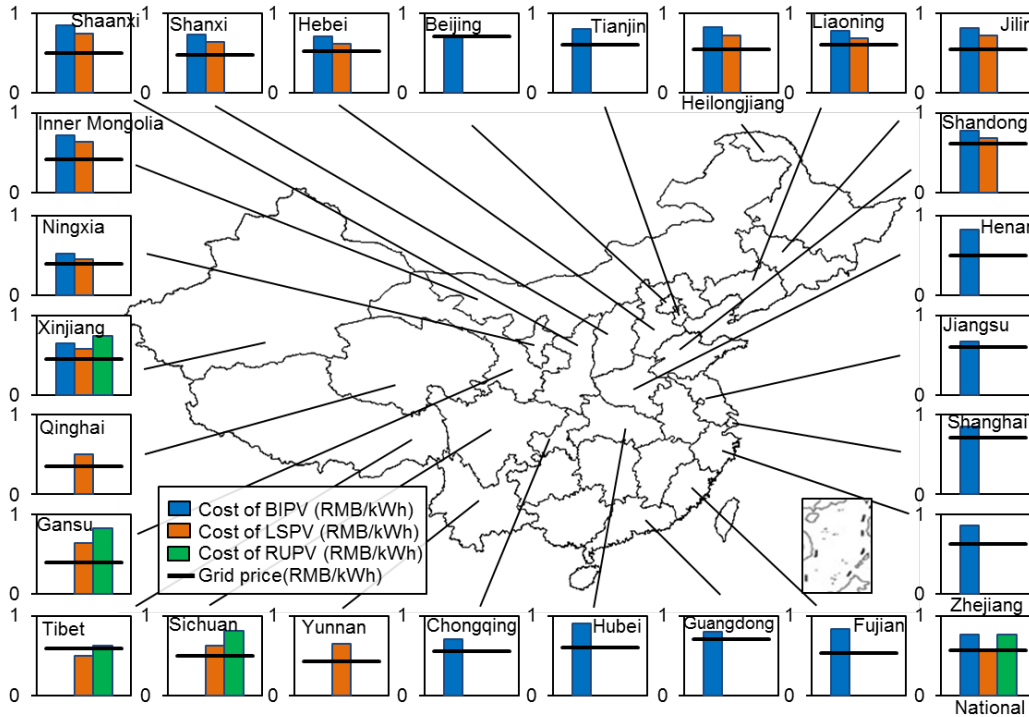 1 Shaanxi 1 Shanxi 1 Hebei 1 Beijing 1 Tianjin 1 1 Liaoning 1 Jilin
0 0 0 0 0 0 0 0
Heilongjiang
1 Inner Mongolia 1 Shandong
0 0
1 Ningxia 1 Henan
0 0
1 Xinjiang 1 Jiangsu
0 0
1 Qinghai 1 Shanghai
0 0
1 Gansu 1
0 0
Cost of BIPV (RMB/kWh)
Cost of LSPV (RMB/kWh)
Cost of RUPV (RMB/kWh)
Grid price(RMB/kWh)
Zhejiang
1 Tibet 1 Sichuan 1 Yunnan 1 Chongqing 1 Hubei 1 Guangdong 1 Fujian 1
0 0 0 0 0 0 0 0
National